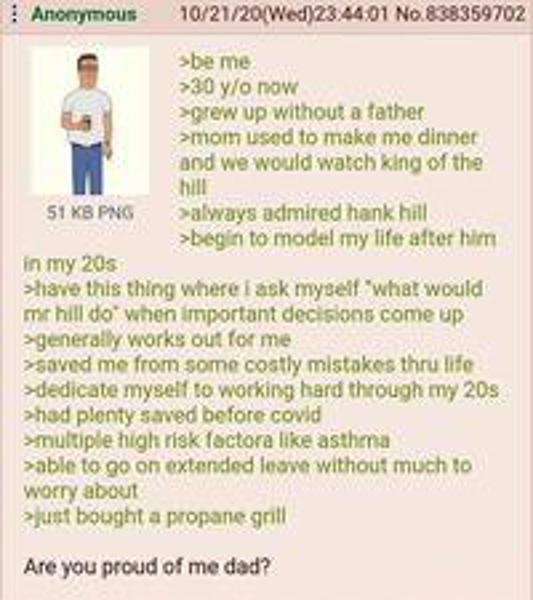 Anonymous 10/21/20(Wed)23:44:01 No.838359702
>be me
>30 y/o now
>grew up without a father
>mom used to make me dinner
and we would watch king of the
hill
>always admired hank hill
51 KB PNG
>begin to model my life after him
in my 20s
>have this thing where i ask myself "what would
mr hill do" when important decisions come up
>generally works out for me
>saved me from some costly mistakes thru life
>dedicate myself to working hard through my 20s
>had plenty saved before covid
>multiple high risk factora like asthma
>able to go on extended leave without much to
worry about
>just bought a propane grill
Are you proud of me dad?